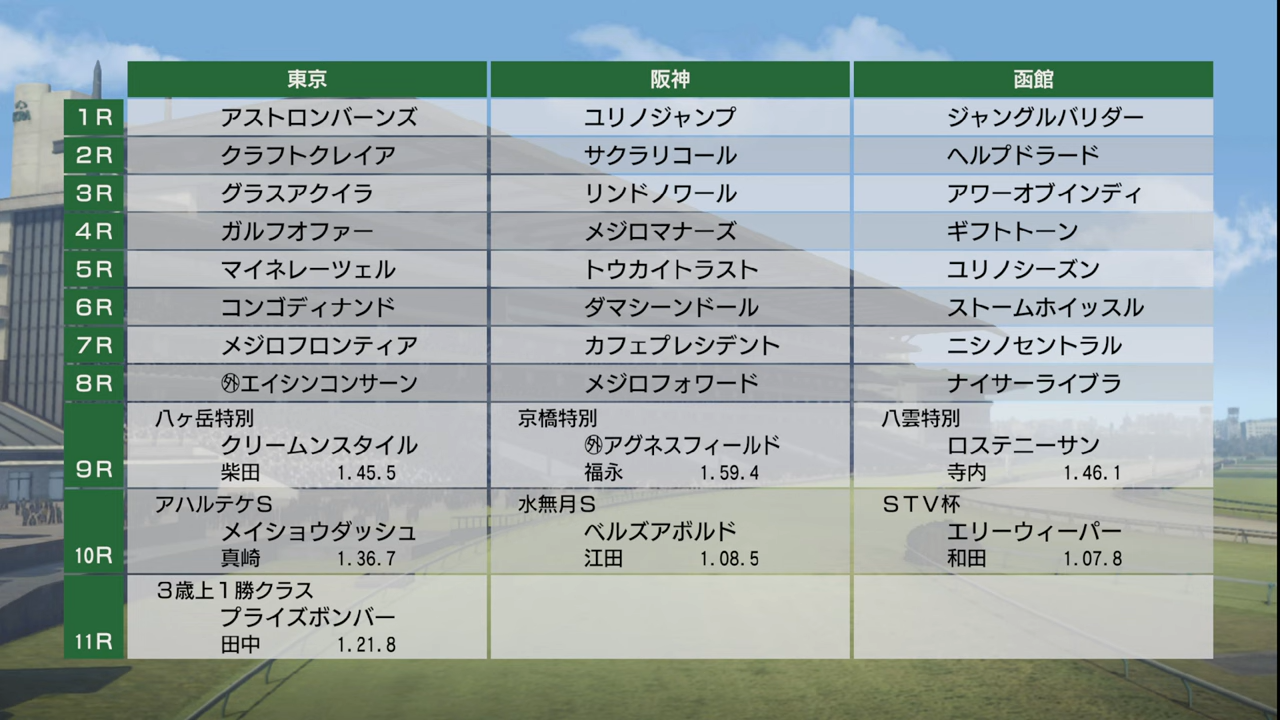 東京 阪神 函館
1R アストロンバーンズ ユリノジャンプ ジャングルバリダー
2R クラフトクレイア サクラリコール ヘルプドラード
3R グラスアクイラ リンドノワール アワーオブインディ
4R ガルフオファー メジロマナーズ ギフトトーン
5R マイネレーツェル トウカイトラスト ユリノシーズン
6R コンゴディナンド ダマシーンドール ストームホイッスル
7R メジロフロンティア カフェプレシデント ニシノセントラル
8R ㊕エイシンコンサーン メジロフォワード ナイサーライブラ
八ヶ岳特別 京橋特別 八雲特別
クリームンスタイル 外アグネスフィールド ロステニーサン
9R 柴田 1.45.5 福永 1.59.4 寺内 1.46.1
アハルテケS 水無月S STV杯
メイショウダッシュ ベルズアボルド エリーウィーパー
10R 真崎 1.36.7 江田 1.08.5 和田 1.07.8
3歳上1勝クラス
プライズボンバー
11R 田中 1.21.8